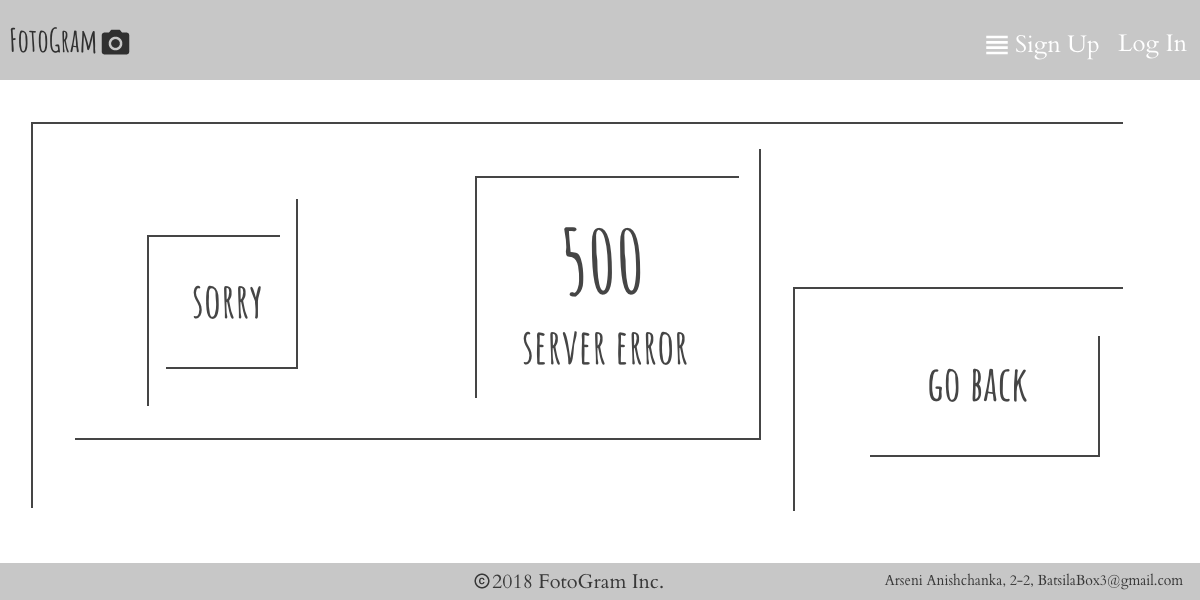 FotoGram
Sign Up Log In
500
SORRY
SERVER ERROR
GO BACK
©2018 FotoGram Inc.
Arseni Anishchanka, 2-2, BatsilaBox3@gmail.com